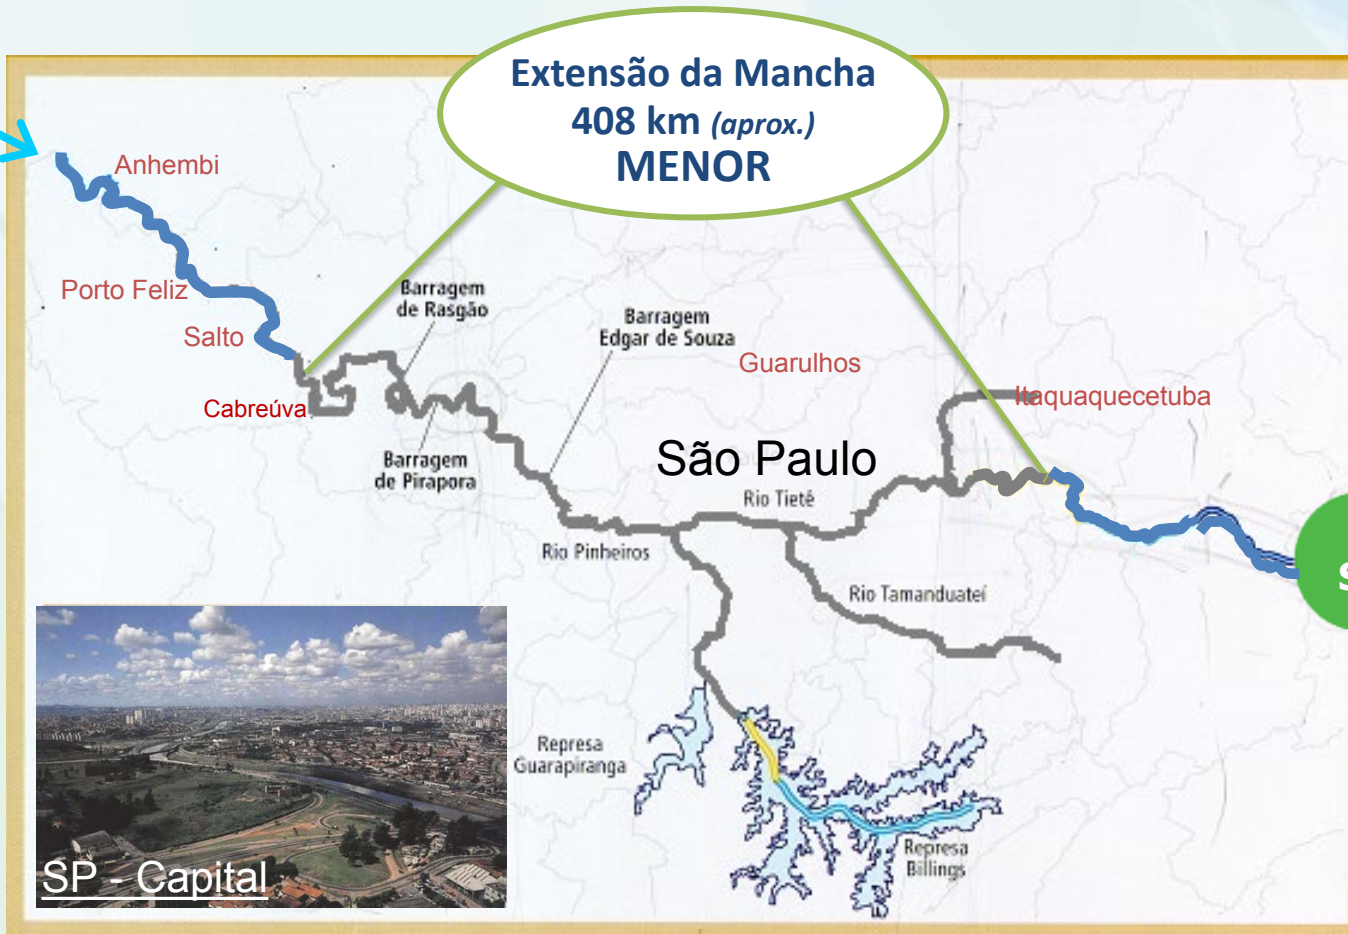 Extensão da Mancha
408 km (aprox.)
MENOR
Anhembi
Porto Feliz
Salto
Cabreúva
Barragem
de Rasgão
Barragem
Edgar de Souza
Guarulhos
Itaquaquecetuba
Barragem
de Pirapora
São Paulo
Rio Tietê
Rio Pinheiros
Rio Tamanduateí
Represa
Guarapiranga
Represa
Billings
SP - Capital